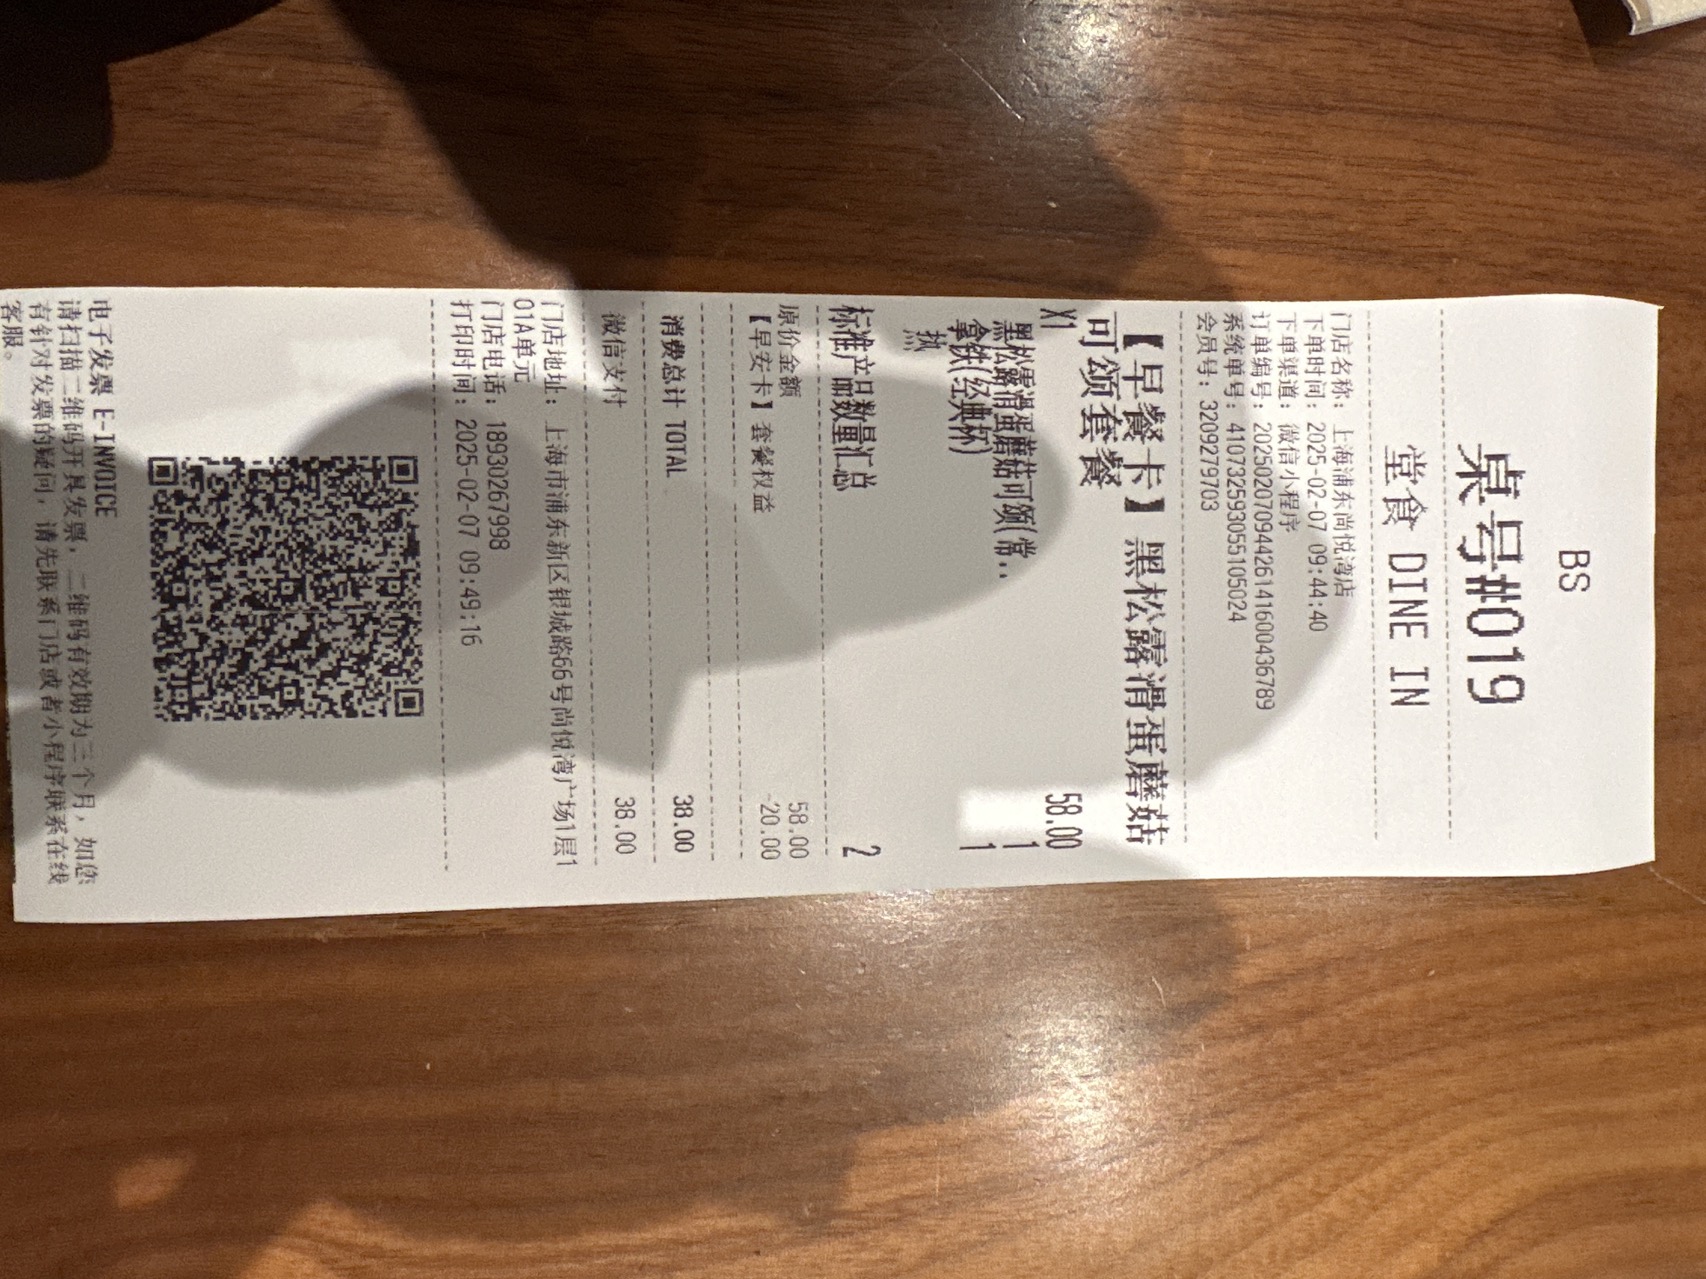 BS
桌号#019
堂食 DINE IN
门店名称: 上海浦东尚悦湾店
下单时间: 2025-02-07 09:44:40
下单渠道: 微信小程序
订单编号: 20250207094426141600436789
系统单号: 4107325930551105024
会员号: 3209279703
【早餐卡】黑松露滑蛋蘑菇
可颂套餐
X1 58.00
黑松露滑蛋蘑菇可颂(常.. 1
拿铁(经典杯) 1
热
标准产品数量汇总 2
原价金额 58.00
【早安卡】套餐权益 -20.00
消费总计 TOTAL 38.00
微信支付 38.00
门店地址: 上海市浦东新区银城路66号尚悦湾广场1层1
01A单元
门店电话: 18930267998
打印时间: 2025-02-07 09:49:16
电子发票 E-INVOICE
请扫描二维码开具发票，二维码有效期为三个月，如您
有针对发票的疑问，请先联系门店或者小程序联系在线
客服。